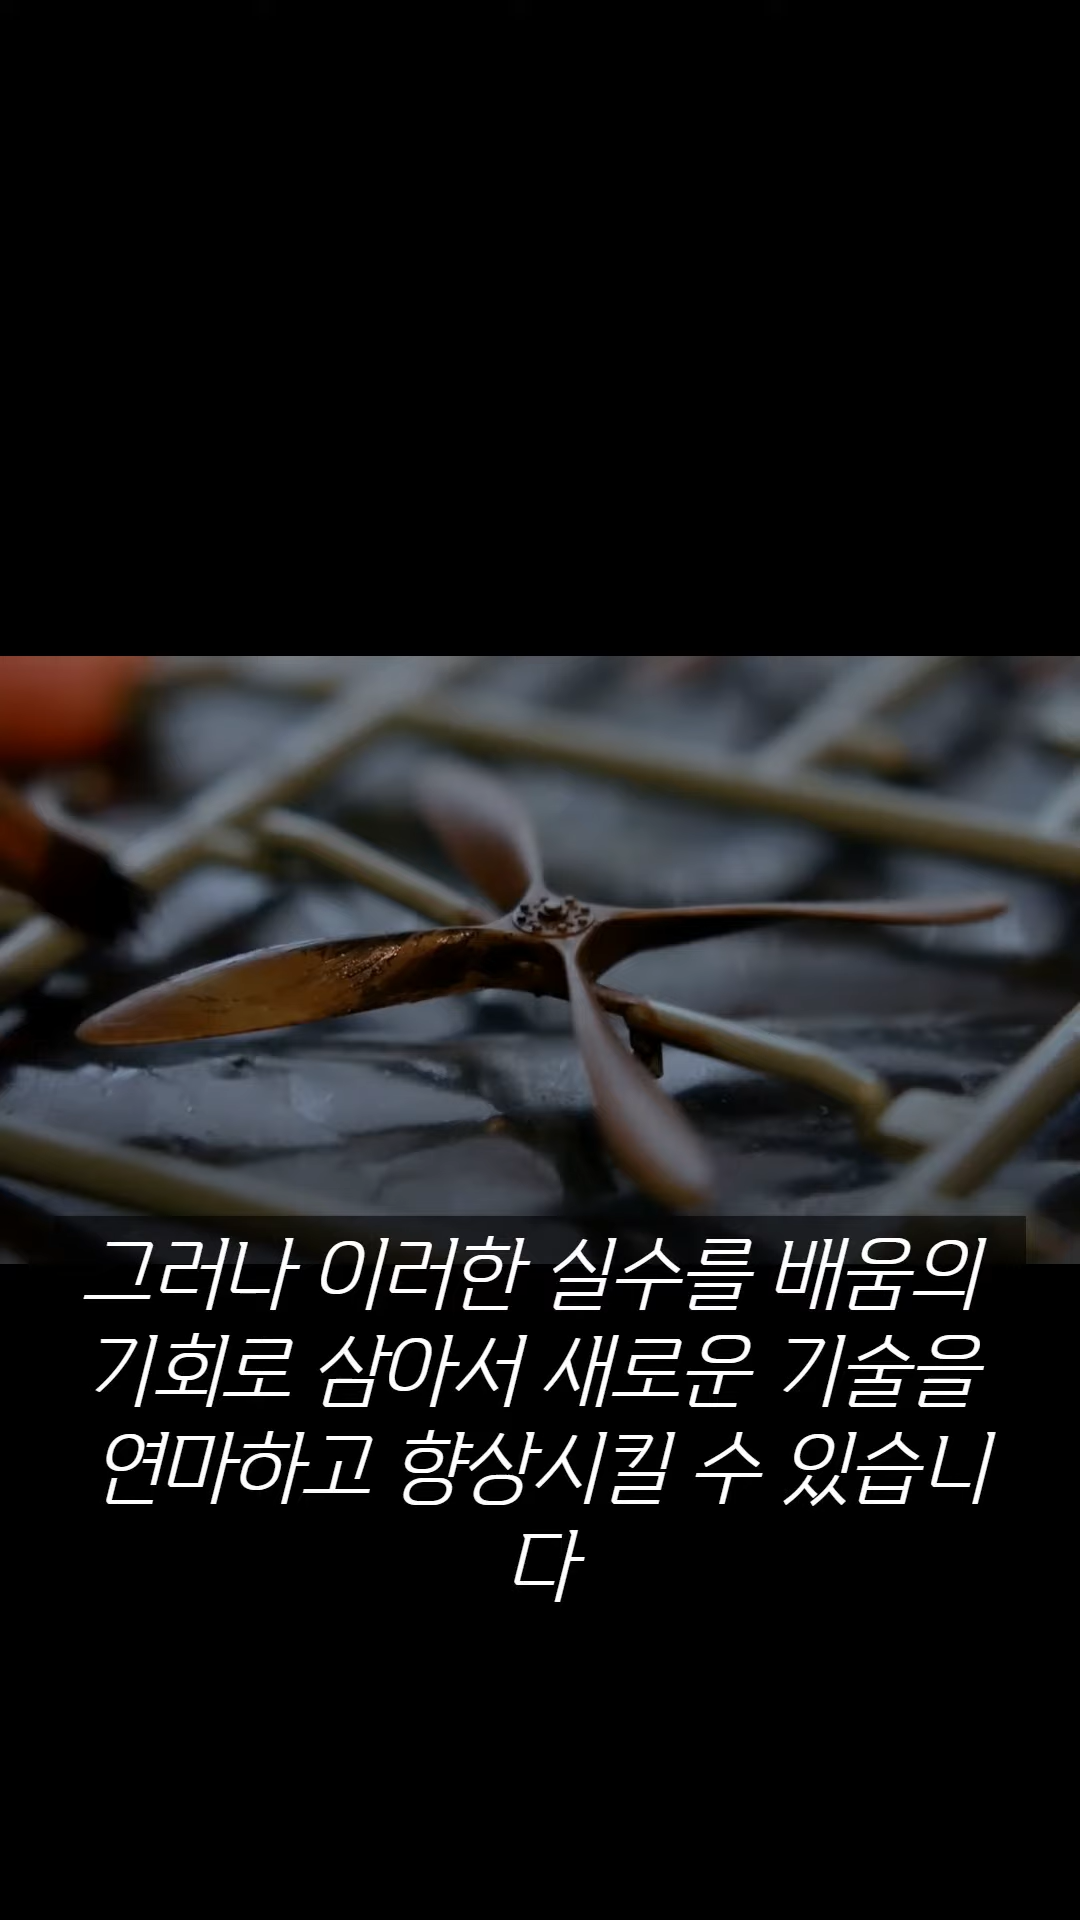 그러나 이러한 실수를 배움의
기회로 삼아서 새로운 기술을
연마하고 향상시킬 수 있습니
다